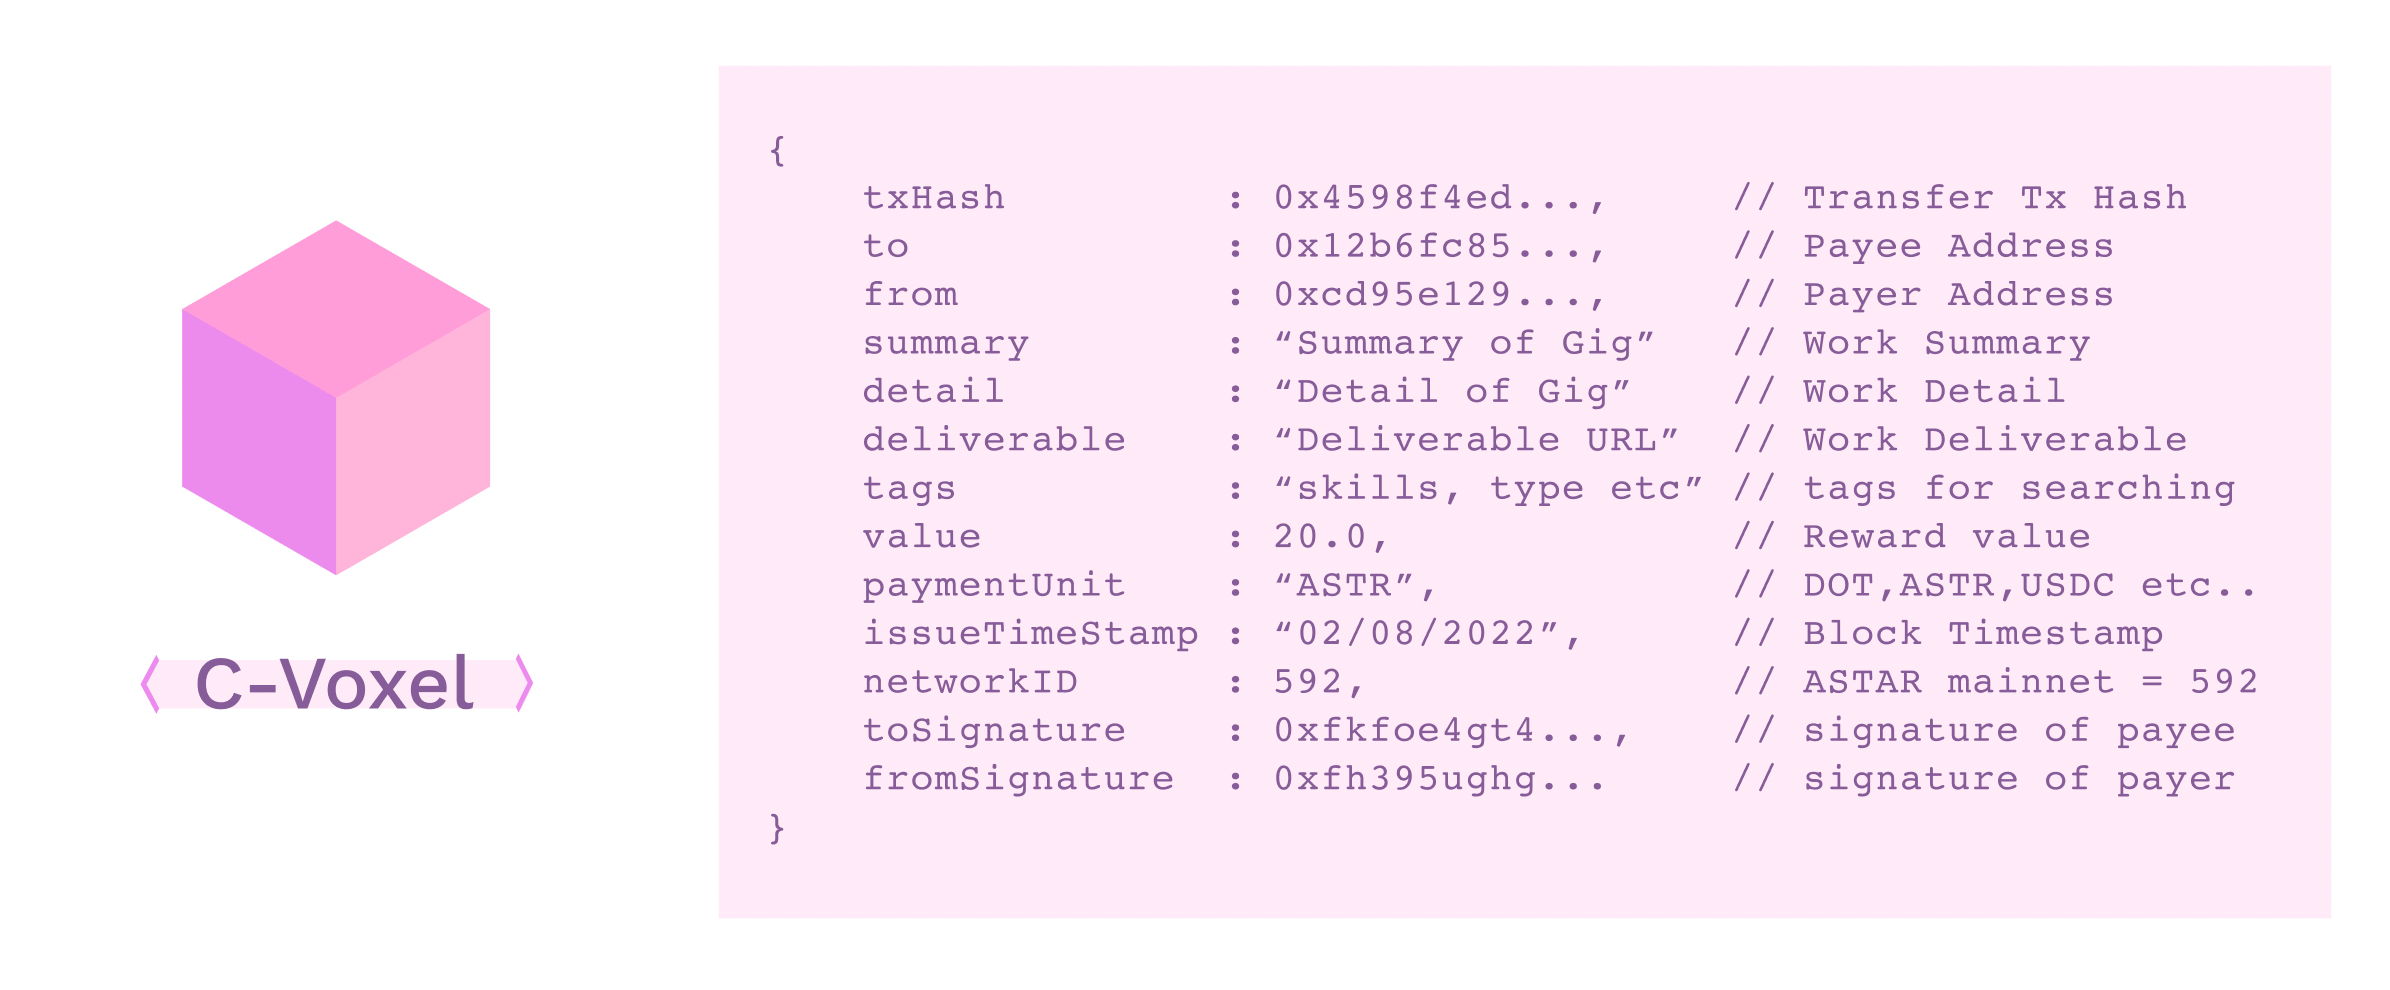 {
txHash : 0x4598f4ed..., // Transfer Tx Hash
to : 0x12b6fc85..., // Payee Address
from : 0xcd95e129..., // Payer Address
summary : “Summary of Gig” // Work Summary
detail : “Detail of Gig” // Work Detail
deliverable : “Deliverable URL” // Work Deliverable
tags : “skills, type etc” // tags for searching
value : 20.0, // Reward value
paymentUnit : “ASTR”, // DOT,ASTR,USDC etc..
issueTimeStamp : “02/08/2022”, // Block Timestamp
networkID : 592, // ASTAR mainnet = 592
toSignature : 0xfkfoe4gt4..., // signature of payee
fromSignature : 0xfh395ughg... // signature of payer
}
〈 C-Voxel 〉